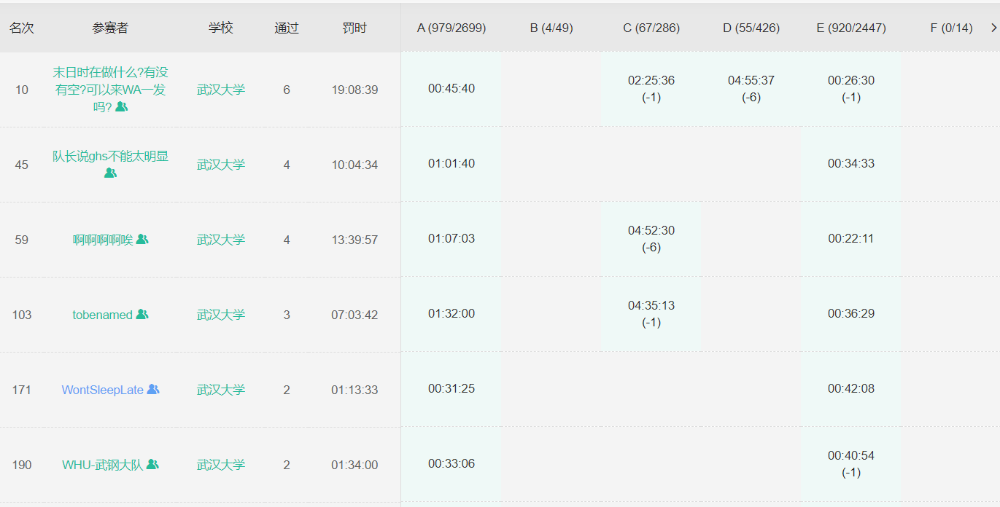 名次 参赛者 学校 通过 罚时 A (979/2699) B (4/49) C (67/286) D (55/426) E (920/2447) F (0/14)
10 末日时在做什么?有没有空?可以来WA一发吗? 武汉大学 6 19:08:39 00:45:40 02:25:36 (-1) 04:55:37 (-6) 00:26:30 (-1)
45 队长说ghs不能太明显 武汉大学 4 10:04:34 01:01:40 00:34:33
59 啊啊啊啊唉 武汉大学 4 13:39:57 01:07:03 04:52:30 (-6) 00:22:11
103 tobenamed 武汉大学 3 07:03:42 01:32:00 04:35:13 (-1) 00:36:29
171 WontSleepLate 武汉大学 2 01:13:33 00:31:25 00:42:08
190 WHU-武钢大队 武汉大学 2 01:34:00 00:33:06 00:40:54 (-1)